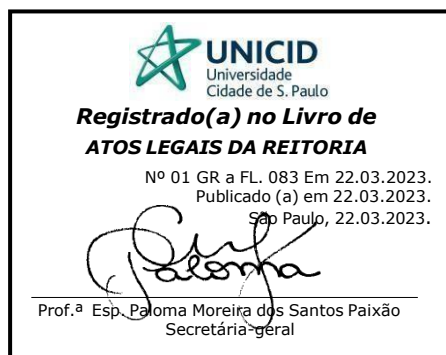 UNICID
Universidade
Cidade de S. Paulo
Registrado(a) no Livro de
ATOS LEGAIS DA REITORIA
Nº 01 GR a FL. 083 Em 22.03.2023.
Publicado (a) em 22.03.2023.
São Paulo, 22.03.2023.
Paloma
Prof.ª Esp. Paloma Moreira dos Santos Paixão
Secretária-geral